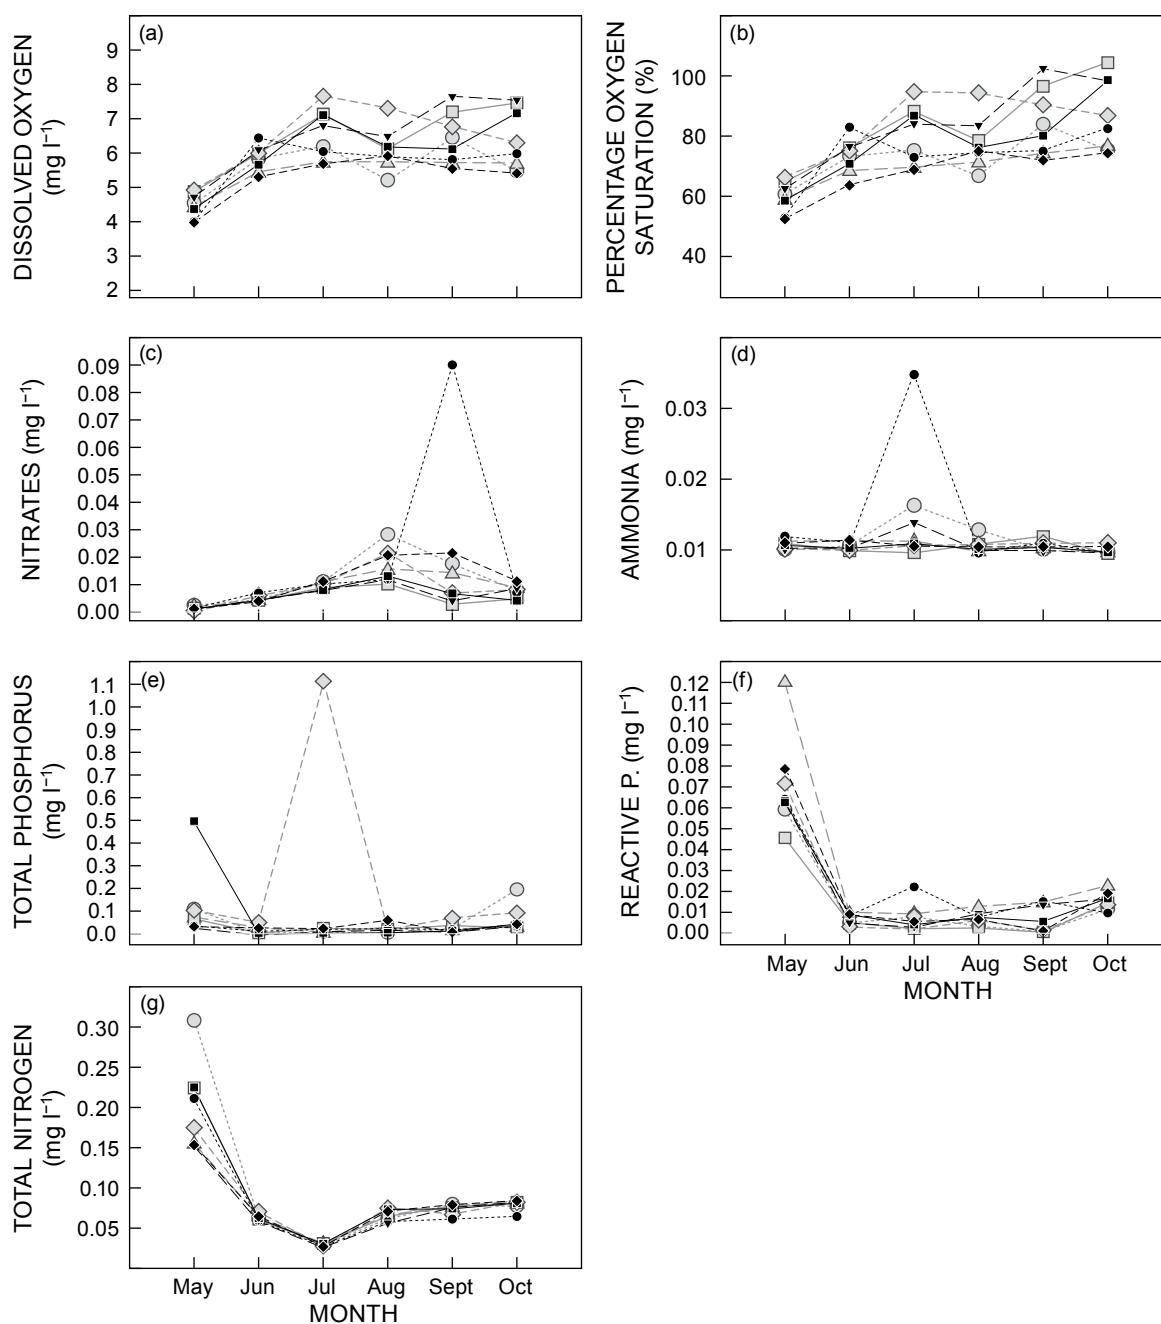 (a)
DISSOLVED OXYGEN
(mg l⁻¹)
9
8
7
6
5
4
3
2
(b)
PERCENTAGE OXYGEN
SATURATION (%)
100
80
60
40
(c)
NITRATES (mg l⁻¹)
0.09
0.08
0.07
0.06
0.05
0.04
0.03
0.02
0.01
0.00
(d)
AMMONIA (mg l⁻¹)
0.03
0.02
0.01
(e)
TOTAL PHOSPHORUS
(mg l⁻¹)
1.1
1.0
0.9
0.8
0.7
0.6
0.5
0.4
0.3
0.2
0.1
0.0
(f)
REACTIVE P. (mg l⁻¹)
0.12
0.11
0.10
0.09
0.08
0.07
0.06
0.05
0.04
0.03
0.02
0.01
0.00
May Jun Jul Aug Sept Oct
MONTH
(g)
TOTAL NITROGEN
(mg l⁻¹)
0.30
0.25
0.20
0.15
0.10
0.05
May Jun Jul Aug Sept Oct
MONTH